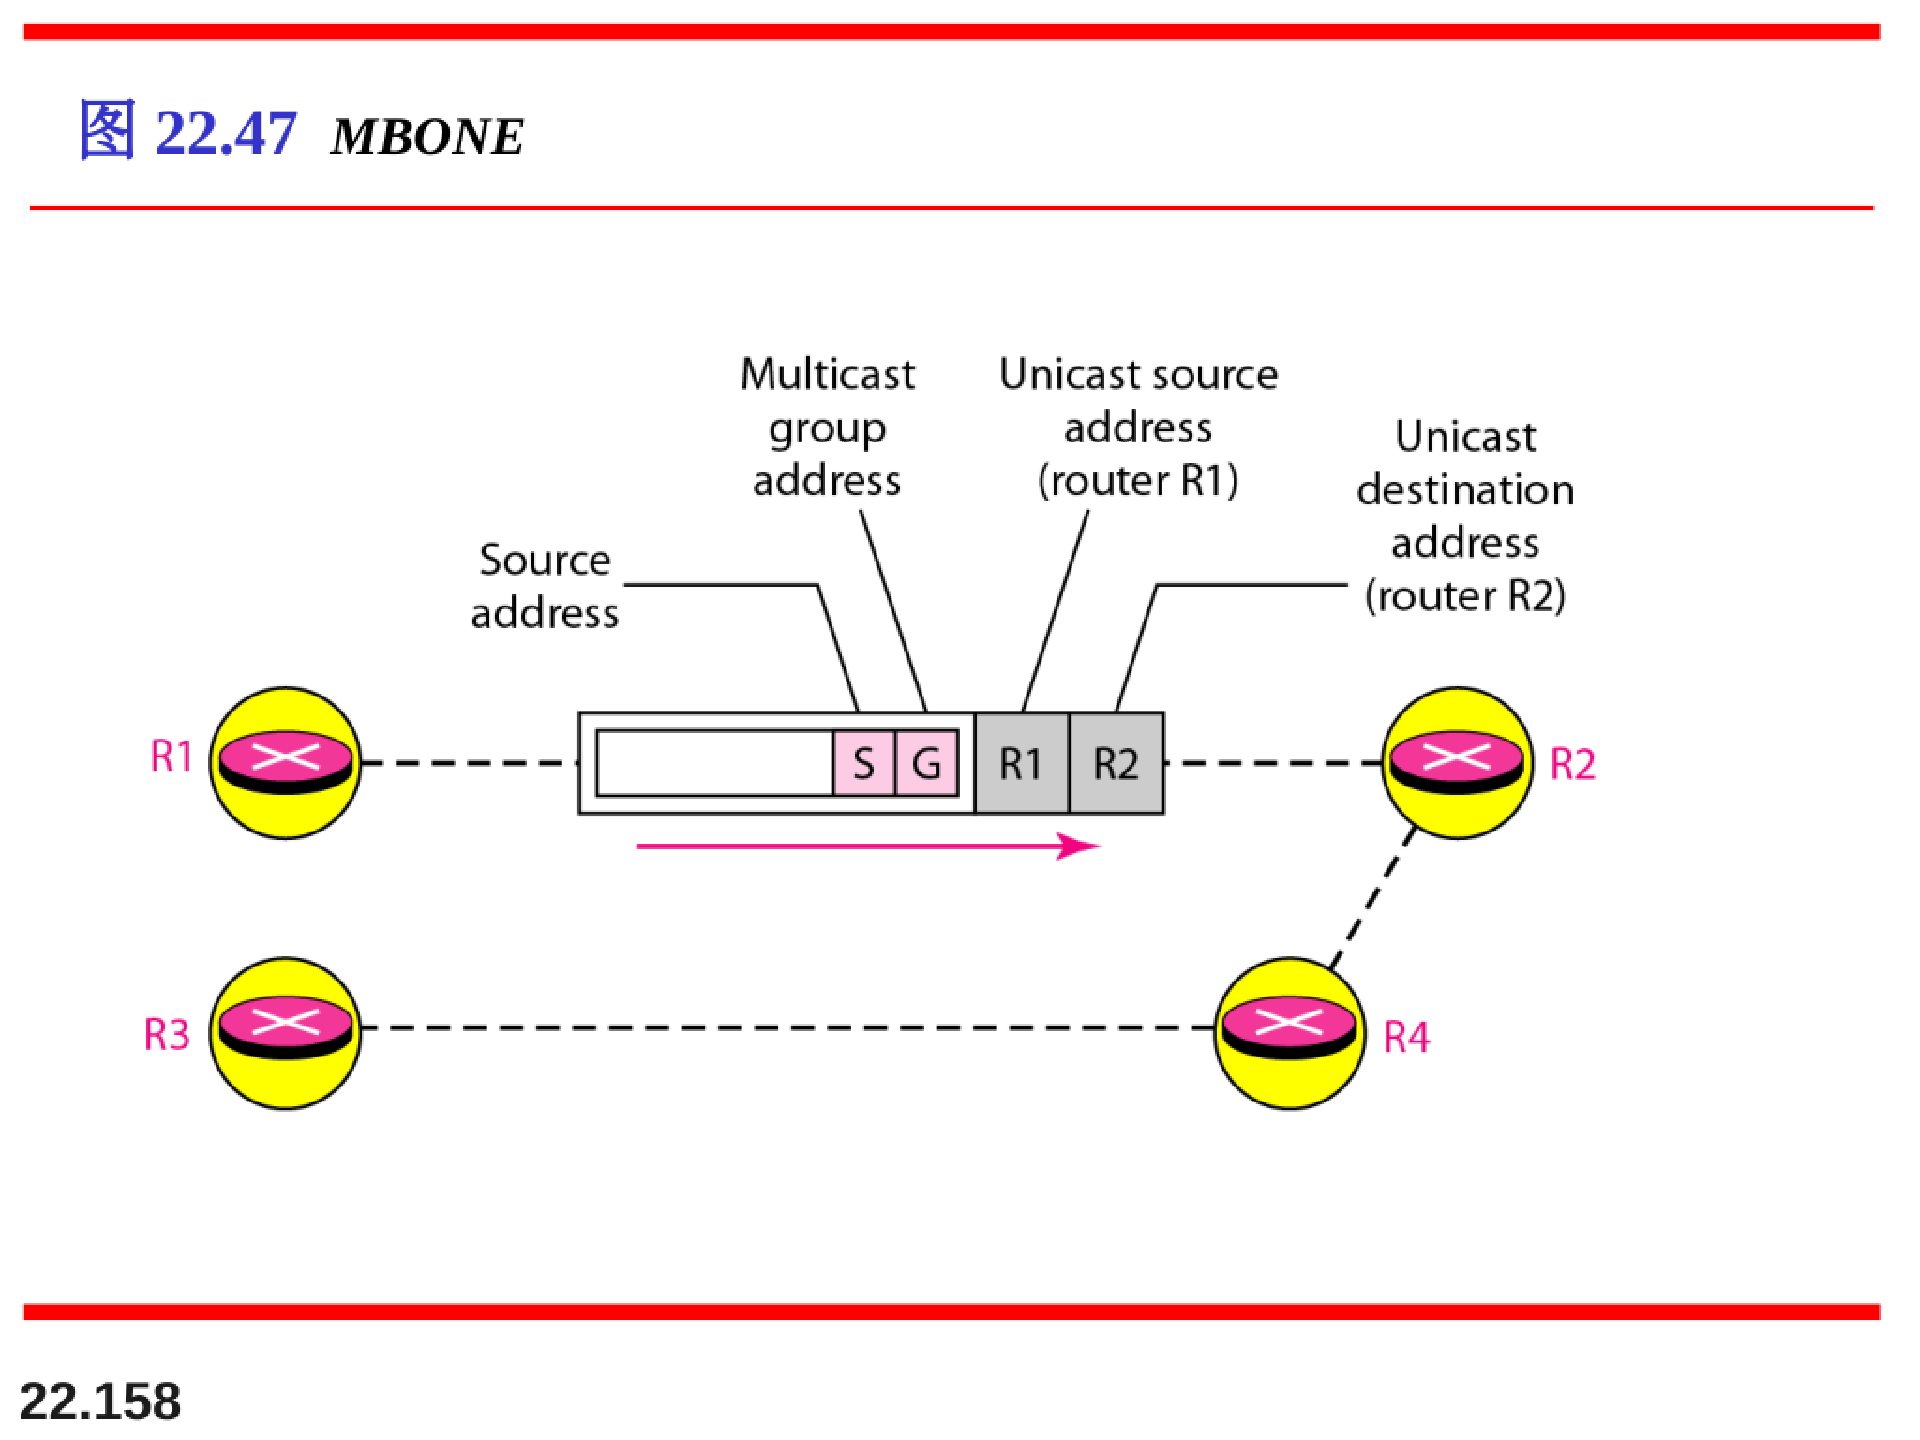 图 22.47 MBONE
Multicast
group
address
Unicast source
address
(router R1)
Unicast
destination
address
(router R2)
Source
address
R1
S G R1 R2
R2
R3
R4
22.158